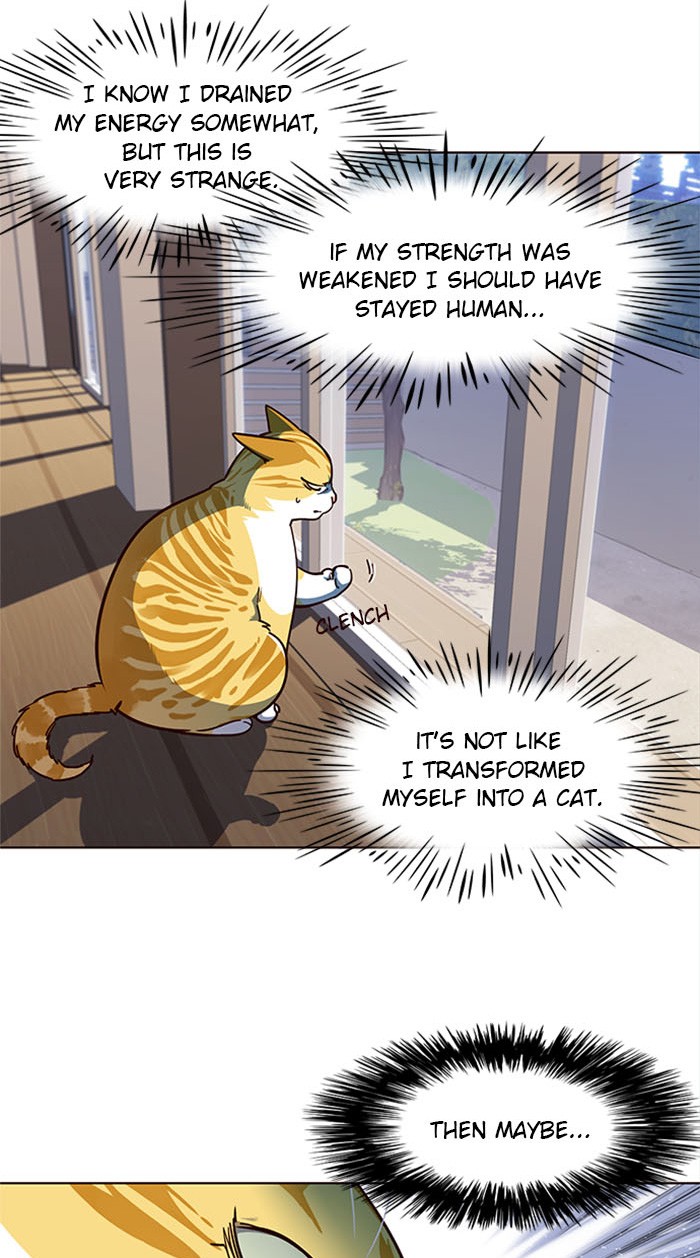 I KNOW I DRAINED
MY ENERGY SOMEWHAT,
BUT THIS IS
VERY STRANGE.
IF MY STRENGTH WAS
WEAKENED I SHOULD HAVE
STAYED HUMAN...
CLENCH
IT'S NOT LIKE
I TRANSFORMED
MYSELF INTO A CAT.
THEN MAYBE...